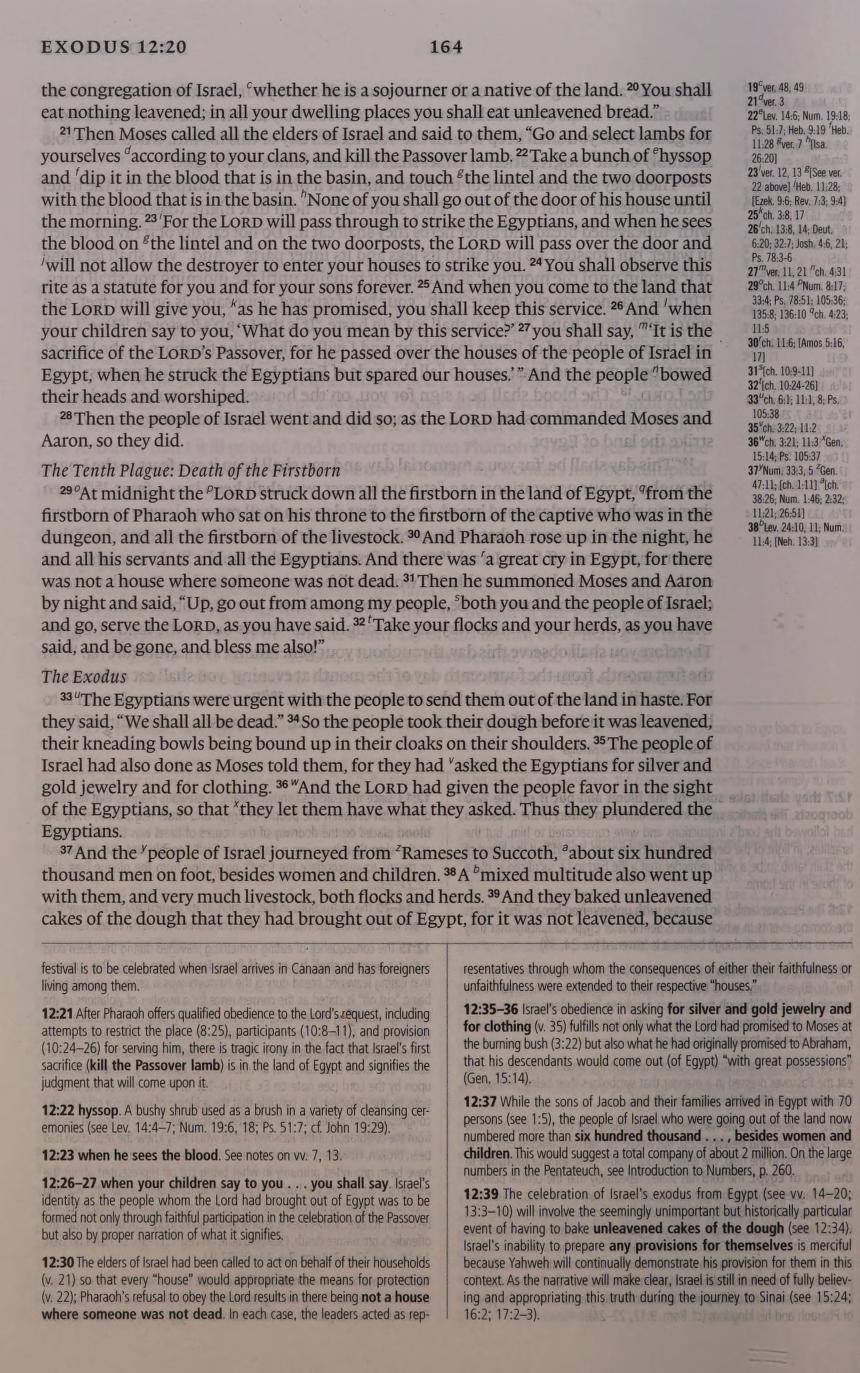 EXODUS 12:20
164
the congregation of Israel, cwhether he is a sojourner or a native of the land. 20 You shall
eat nothing leavened; in all your dwelling places you shall eat unleavened bread.”
21 Then Moses called all the elders of Israel and said to them, “Go and select lambs for
yourselves daccording to your clans, and kill the Passover lamb. 22 Take a bunch of ehyssop
and fdip it in the blood that is in the basin, and touch gthe lintel and the two doorposts
with the blood that is in the basin. hNone of you shall go out of the door of his house until
the morning. 23 iFor the LORD will pass through to strike the Egyptians, and when he sees
the blood on gthe lintel and on the two doorposts, the LORD will pass over the door and
jwill not allow the destroyer to enter your houses to strike you. 24 You shall observe this
rite as a statute for you and for your sons forever. 25 And when you come to the land that
the LORD will give you, kas he has promised, you shall keep this service. 26 And lwhen
your children say to you, ‘What do you mean by this service?’ 27 you shall say, m‘It is the
sacrifice of the LORD’s Passover, for he passed over the houses of the people of Israel in
Egypt, when he struck the Egyptians but spared our houses.’” And the people nbowed
their heads and worshiped.
28 Then the people of Israel went and did so; as the LORD had commanded Moses and
Aaron, so they did.
The Tenth Plague: Death of the Firstborn
29 oAt midnight the pLORD struck down all the firstborn in the land of Egypt, qfrom the
firstborn of Pharaoh who sat on his throne to the firstborn of the captive who was in the
dungeon, and all the firstborn of the livestock. 30 And Pharaoh rose up in the night, he
and all his servants and all the Egyptians. And there was ra great cry in Egypt, for there
was not a house where someone was not dead. 31 Then he summoned Moses and Aaron
by night and said, “Up, go out from among my people, sboth you and the people of Israel;
and go, serve the LORD, as you have said. 32 tTake your flocks and your herds, as you have
said, and be gone, and bless me also!”
The Exodus
33 uThe Egyptians were urgent with the people to send them out of the land in haste. For
they said, “We shall all be dead.” 34 So the people took their dough before it was leavened,
their kneading bowls being bound up in their cloaks on their shoulders. 35 The people of
Israel had also done as Moses told them, for they had vasked the Egyptians for silver and
gold jewelry and for clothing. 36 wAnd the LORD had given the people favor in the sight
of the Egyptians, so that xthey let them have what they asked. Thus they plundered the
Egyptians.
37 And the ypeople of Israel journeyed from zRameses to Succoth, aabout six hundred
thousand men on foot, besides women and children. 38 A bmixed multitude also went up
with them, and very much livestock, both flocks and herds. 39 And they baked unleavened
cakes of the dough that they had brought out of Egypt, for it was not leavened, because
19 c ver. 48, 49
21 d ver. 3
22 e Lev. 14:6; Num. 19:18;
Ps. 51:7; Heb. 9:19 f Heb.
11:28 g ver. 7 h [Isa.
26:20]
23 i ver. 12, 13 g [See ver.
22 above] j Heb. 11:28;
[Ezek. 9:6; Rev. 7:3; 9:4]
25 k ch. 3:8, 17
26 l ch. 13:8, 14; Deut.
6:20; 32:7; Josh. 4:6, 21;
Ps. 78:3-6
27 m ver. 11, 21 n ch. 4:31
29 o ch. 11:4 p Num. 8:17;
33:4; Ps. 78:51; 105:36;
135:8; 136:10 q ch. 4:23;
11:5
30 r ch. 11:6; [Amos 5:16,
17]
31 s [ch. 10:9-11]
32 t [ch. 10:24-26]
33 u ch. 6:1; 11:1, 8; Ps.
105:38
35 v ch. 3:22; 11:2
36 w ch. 3:21; 11:3 x Gen.
15:14; Ps. 105:37
37 y Num. 33:3, 5 z Gen.
47:11; [ch. 1:11] a [ch.
38:26; Num. 1:46; 2:32;
11:21; 26:51]
38 b Lev. 24:10, 11; Num.
11:4; [Neh. 13:3]
festival is to be celebrated when Israel arrives in Canaan and has foreigners
living among them.
12:21 After Pharaoh offers qualified obedience to the Lord’s request, including
attempts to restrict the place (8:25), participants (10:8–11), and provision
(10:24–26) for serving him, there is tragic irony in the fact that Israel’s first
sacrifice (kill the Passover lamb) is in the land of Egypt and signifies the
judgment that will come upon it.
12:22 hyssop. A bushy shrub used as a brush in a variety of cleansing cer-
emonies (see Lev. 14:4–7; Num. 19:6, 18; Ps. 51:7; cf. John 19:29).
12:23 when he sees the blood. See notes on vv. 7, 13.
12:26–27 when your children say to you . . . you shall say. Israel’s
identity as the people whom the Lord had brought out of Egypt was to be
formed not only through faithful participation in the celebration of the Passover
but also by proper narration of what it signifies.
12:30 The elders of Israel had been called to act on behalf of their households
(v. 21) so that every “house” would appropriate the means for protection
(v. 22); Pharaoh’s refusal to obey the Lord results in there being not a house
where someone was not dead. In each case, the leaders acted as rep-
resentatives through whom the consequences of either their faithfulness or
unfaithfulness were extended to their respective “houses.”
12:35–36 Israel’s obedience in asking for silver and gold jewelry and
for clothing (v. 35) fulfills not only what the Lord had promised to Moses at
the burning bush (3:22) but also what he had originally promised to Abraham,
that his descendants would come out (of Egypt) “with great possessions”
(Gen. 15:14).
12:37 While the sons of Jacob and their families arrived in Egypt with 70
persons (see 1:5), the people of Israel who were going out of the land now
numbered more than six hundred thousand . . . , besides women and
children. This would suggest a total company of about 2 million. On the large
numbers in the Pentateuch, see Introduction to Numbers, p. 260.
12:39 The celebration of Israel’s exodus from Egypt (see vv. 14–20;
13:3–10) will involve the seemingly unimportant but historically particular
event of having to bake unleavened cakes of the dough (see 12:34).
Israel’s inability to prepare any provisions for themselves is merciful
because Yahweh will continually demonstrate his provision for them in this
context. As the narrative will make clear, Israel is still in need of fully believ-
ing and appropriating this truth during the journey to Sinai (see 15:24;
16:2; 17:2–3).